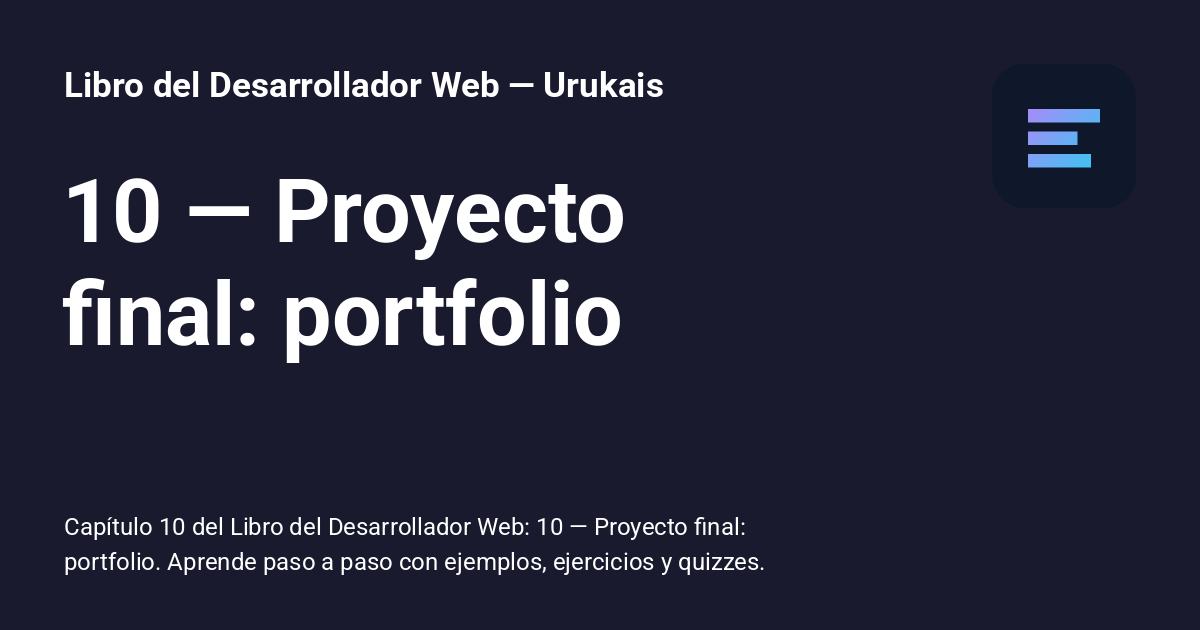 Libro del Desarrollador Web — Urukais
10 — Proyecto
final: portfolio
Capítulo 10 del Libro del Desarrollador Web: 10 — Proyecto final:
portfolio. Aprende paso a paso con ejemplos, ejercicios y quizzes.